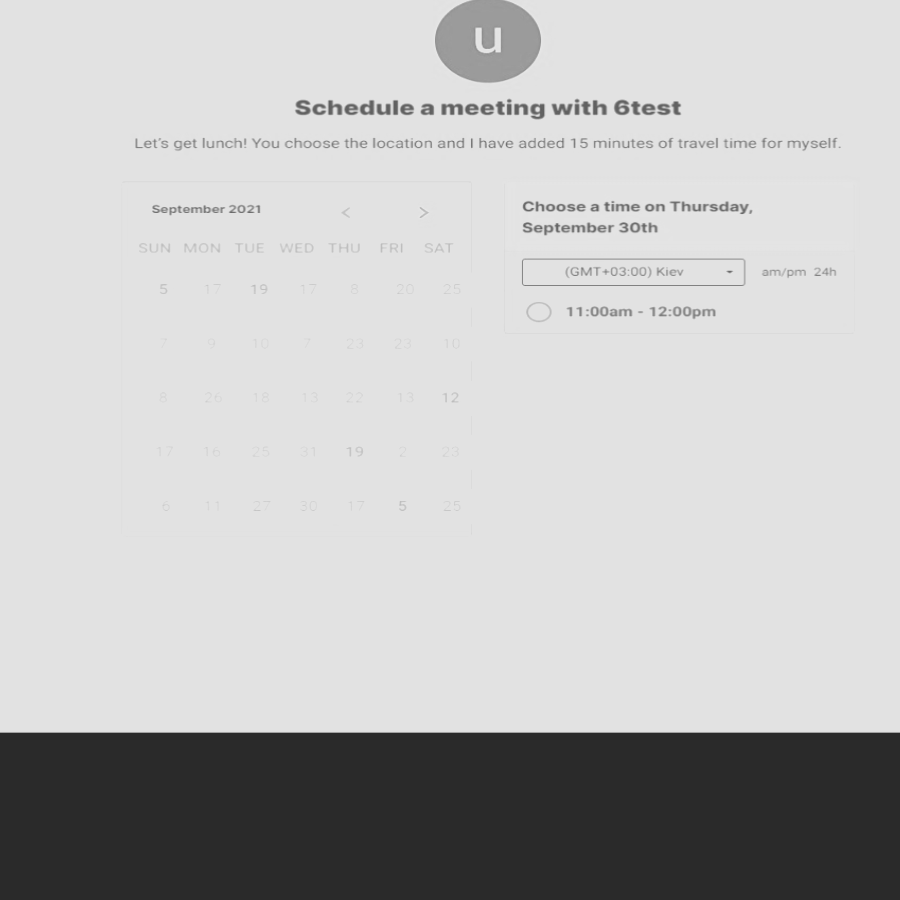 u
Schedule a meeting with 6test
Let's get lunch! You choose the location and I have added 15 minutes of travel time for myself.
September 2021 < >
SUN MON TUE WED THU FRI SAT
5 17 19 17 8 20 25
7 9 10 7 23 23 10
8 26 18 13 22 13 12
17 16 25 31 19 2 23
6 11 27 30 17 5 25
Choose a time on Thursday,
September 30th
(GMT+03:00) Kiev am/pm 24h
11:00am - 12:00pm